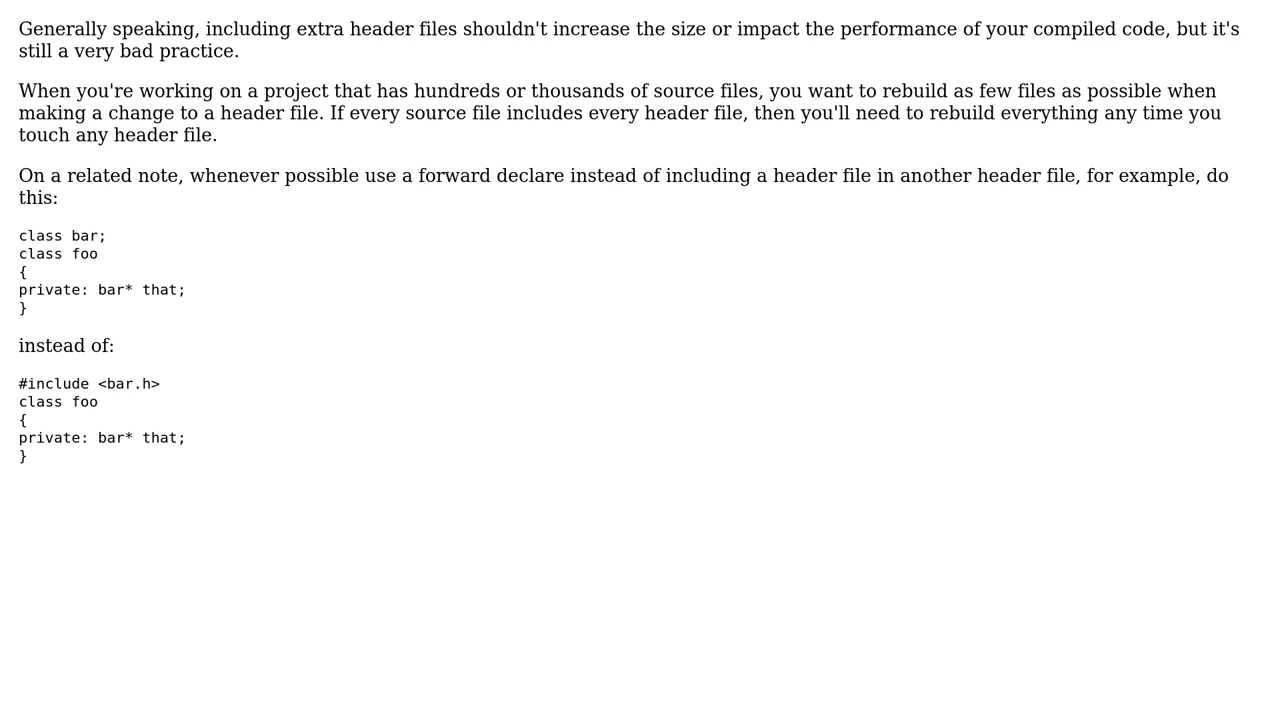 Generally speaking, including extra header files shouldn't increase the size or impact the performance of your compiled code, but it's
still a very bad practice.
When you're working on a project that has hundreds or thousands of source files, you want to rebuild as few files as possible when
making a change to a header file. If every source file includes every header file, then you'll need to rebuild everything any time you
touch any header file.
On a related note, whenever possible use a forward declare instead of including a header file in another header file, for example, do
this:
class bar;
class foo
{
private: bar* that;
}
instead of:
#include <bar.h>
class foo
{
private: bar* that;
}